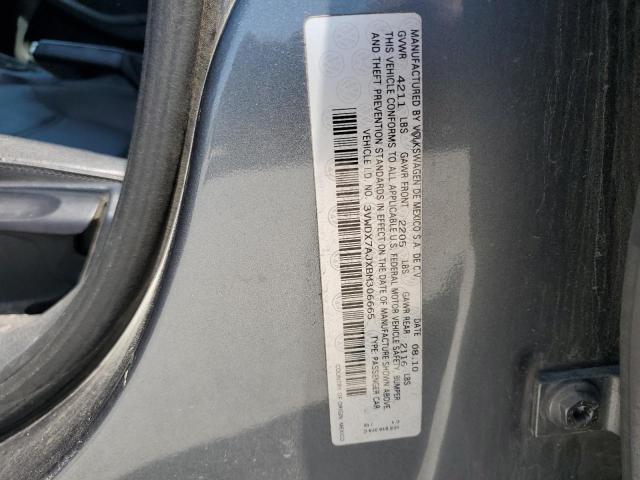 MANUFACTURED BY VOLKSWAGEN DE MEXICO S.A. DE C.V. DATE 08.10
GVWR 4211 LBS GAWR FRONT 2205 LBS GAWR REAR 2116 LBS
THIS VEHICLE CONFORMS TO ALL APPLICABLE U.S. FEDERAL MOTOR VEHICLE SAFETY, BUMPER
AND THEFT PREVENTION STANDARDS IN EFFECT ON THE DATE OF MANUFACTURE SHOWN ABOVE.
VEHICLE I.D. NO. 3VWDX7AJXBM306665 TYPE: PASSENGER CAR
COUNTRY OF ORIGIN: MEXICO